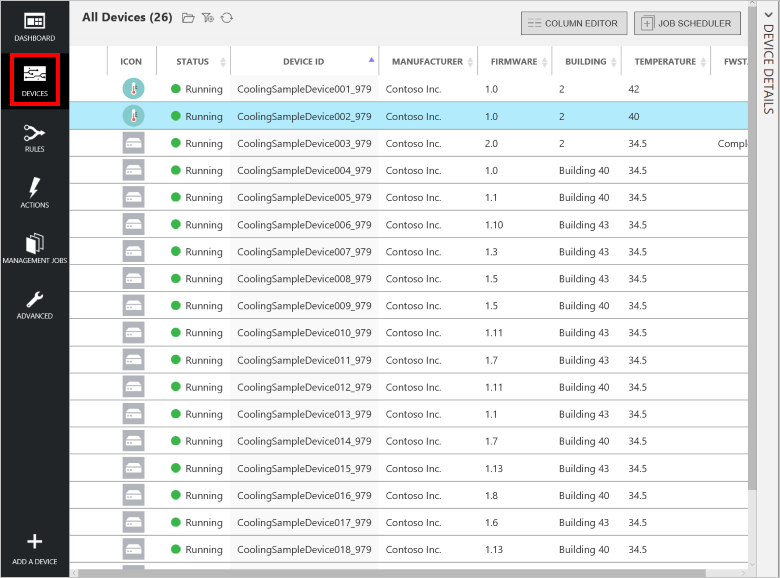 DASHBOARD
DEVICES
RULES
ACTIONS
MANAGEMENT JOBS
ADVANCED
ADD A DEVICE
All Devices (26)
COLUMN EDITOR
JOB SCHEDULER
ICON STATUS DEVICE ID MANUFACTURER FIRMWARE BUILDING TEMPERATURE FWST
Running CoolingSampleDevice001_979 Contoso Inc. 1.0 2 42
Running CoolingSampleDevice002_979 Contoso Inc. 1.0 2 40
Running CoolingSampleDevice003_979 Contoso Inc. 2.0 2 34.5 Compl
Running CoolingSampleDevice004_979 Contoso Inc. 1.0 Building 40 34.5
Running CoolingSampleDevice005_979 Contoso Inc. 1.1 Building 40 34.5
Running CoolingSampleDevice006_979 Contoso Inc. 1.10 Building 43 34.5
Running CoolingSampleDevice007_979 Contoso Inc. 1.3 Building 43 34.5
Running CoolingSampleDevice008_979 Contoso Inc. 1.5 Building 43 34.5
Running CoolingSampleDevice009_979 Contoso Inc. 1.5 Building 40 34.5
Running CoolingSampleDevice010_979 Contoso Inc. 1.11 Building 43 34.5
Running CoolingSampleDevice011_979 Contoso Inc. 1.7 Building 43 34.5
Running CoolingSampleDevice012_979 Contoso Inc. 1.11 Building 40 34.5
Running CoolingSampleDevice013_979 Contoso Inc. 1.1 Building 43 34.5
Running CoolingSampleDevice014_979 Contoso Inc. 1.7 Building 40 34.5
Running CoolingSampleDevice015_979 Contoso Inc. 1.13 Building 43 34.5
Running CoolingSampleDevice016_979 Contoso Inc. 1.8 Building 40 34.5
Running CoolingSampleDevice017_979 Contoso Inc. 1.6 Building 43 34.5
Running CoolingSampleDevice018_979 Contoso Inc. 1.13 Building 40 34.5
DEVICE DETAILS